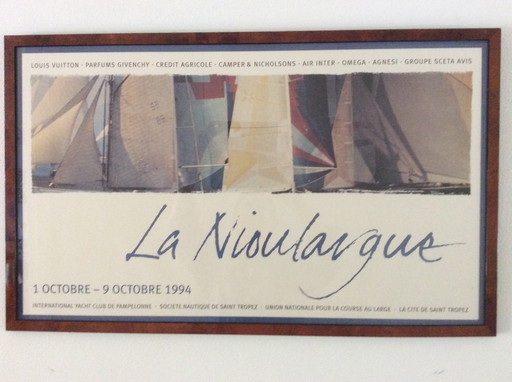 LOUIS VUITTON · PARFUMS GIVENCHY · CREDIT AGRICOLE · CAMPER & NICHOLSONS · AIR INTER · OMEGA · AGNESI · GROUPE SCETA AVIS
La Nioulargue
1 OCTOBRE – 9 OCTOBRE 1994
INTERNATIONAL YACHT CLUB DE PAMPELONNE · SOCIETE NAUTIQUE DE SAINT TROPEZ · UNION NATIONALE POUR LA COURSE AU LARGE · LA CITE DE SAINT TROPEZ